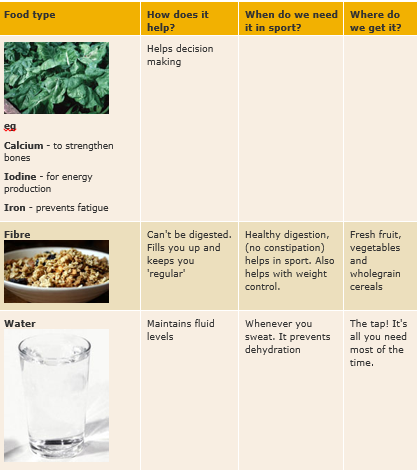 Food type
How does it
help?
When do we need
it in sport?
Where do
we get it?
eg
Calcium - to strengthen
bones
Iodine - for energy
production
Iron - prevents fatigue
Helps decision
making
Fibre
Can't be digested.
Fills you up and
keeps you
'regular'
Healthy digestion,
(no constipation)
helps in sport. Also
helps with weight
control.
Fresh fruit,
vegetables
and
wholegrain
cereals
Water
Maintains fluid
levels
Whenever you
sweat. It prevents
dehydration
The tap! It's
all you need
most of the
time.